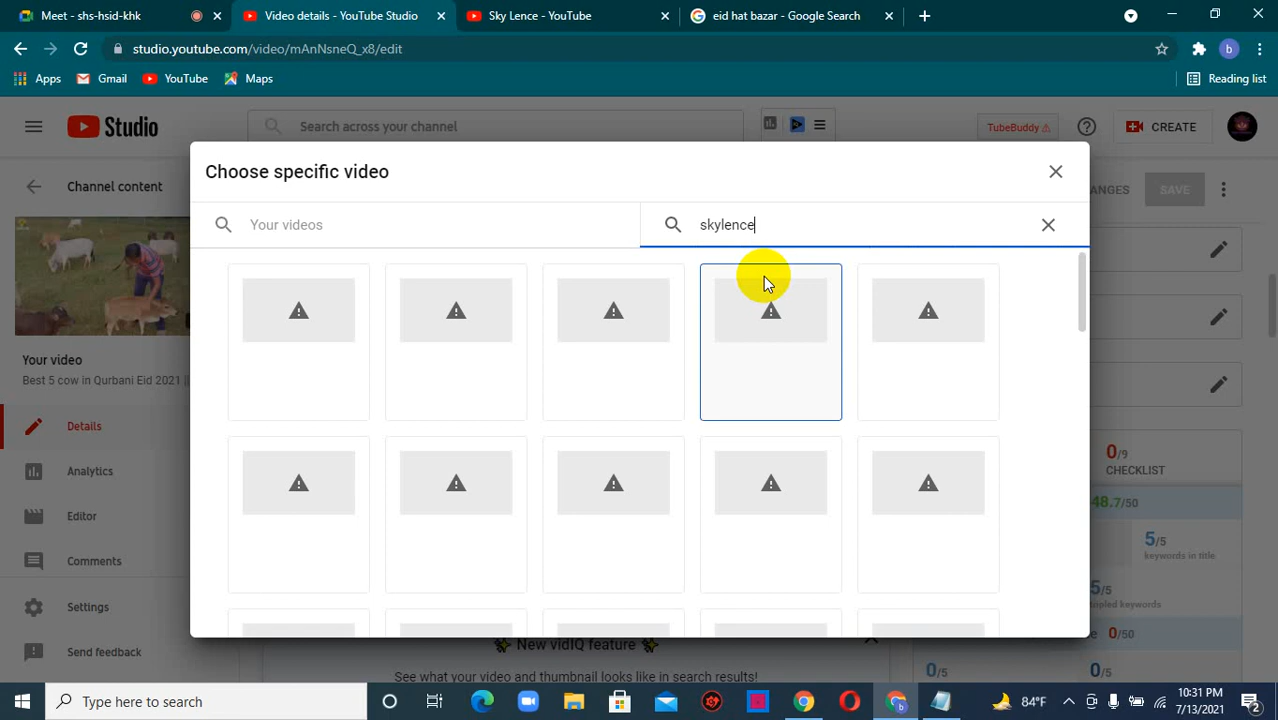 Meet - shs-hsid-khk
Video details - YouTube Studio
Sky Lence - YouTube
eid hat bazar - Google Search
studio.youtube.com/video/mAnNsneQ_x8/edit
Apps
Gmail
YouTube
Maps
Reading list
Studio
Search across your channel
TubeBuddy
CREATE
Channel content
Choose specific video
SAVE
Your videos
skylence
Your video
Best 5 cow in Qurbani Eid 2021 ||
Details
0/9
CHECKLIST
Analytics
48.7/50
Editor
5/5
keywords in title
Comments
Settings
0/50
Send feedback
✨ New vidIQ feature ✨
0/5
0/5
See what your video and thumbnail looks like in search results!
Type here to search
84°F
10:31 PM
7/13/2021
2
b
b